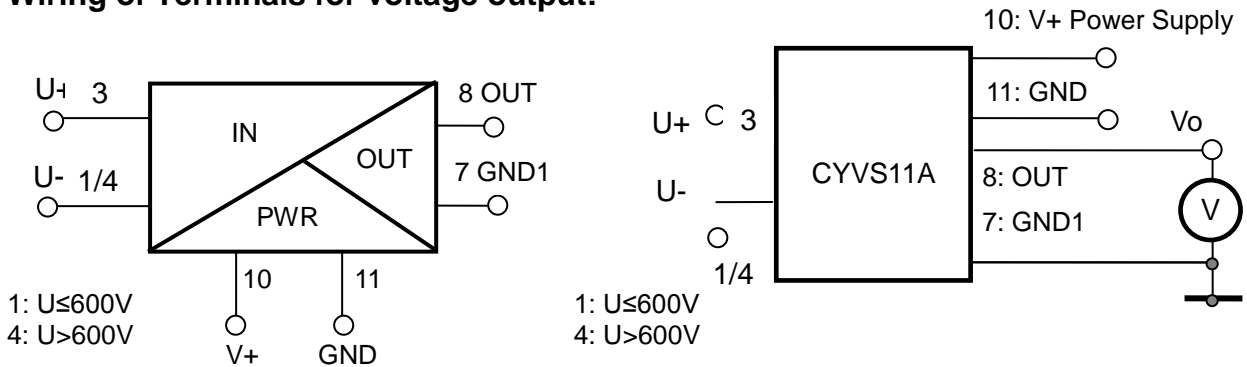 Wiring of Terminals for voltage output:
U+ 3
U- 1/4
IN
OUT
PWR
8 OUT
7 GND1
10
11
V+
GND
1: U≤600V
4: U>600V
10: V+ Power Supply
11: GND
U+ 3
U-
1/4
CYVS11A
Vo
8: OUT
7: GND1
V
1: U≤600V
4: U>600V